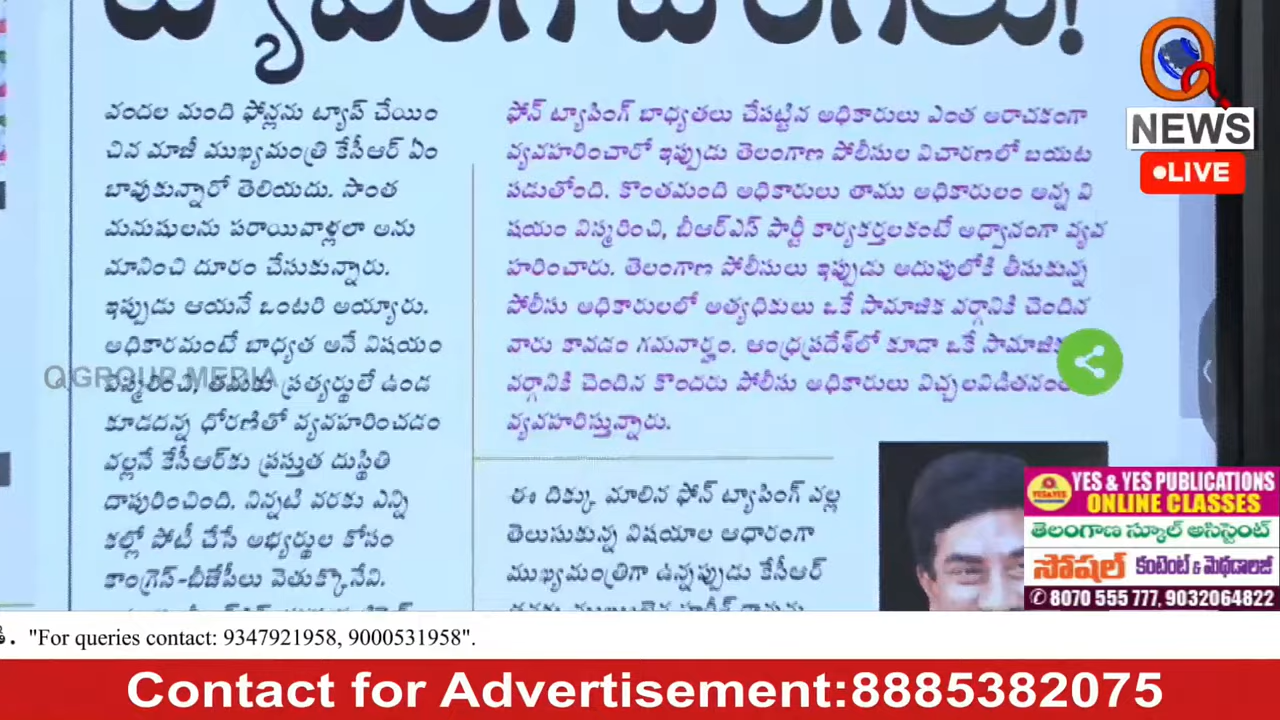 ట్యాపింగ్ దొంగలు!
వందల మంది ఫోన్లను ట్యాప్ చేయిం
చిన మాజీ ముఖ్యమంత్రి కేసీఆర్ ఏం
బావుకున్నారో తెలియదు. సొంత
మనుషులను పరాయివాళ్లలా అను
మానించి దూరం చేసుకున్నారు.
ఇప్పుడు ఆయనే ఒంటరి అయ్యారు.
అధికారమంటే బాధ్యత అనే విషయం
విస్మరించి, తనకు ప్రత్యర్థులే ఉండ
కూడదన్న ధోరణితో వ్యవహరించడం
వల్లనే కేసీఆర్‌కు ప్రస్తుత దుస్థితి
దాపురించింది. నిన్నటి వరకు ఎన్ని
కల్లో పోటీ చేసే అభ్యర్థుల కోసం
కాంగ్రెస్-బీజేపీలు వెతుక్కొనేవి.
ఫోన్ ట్యాపింగ్ బాధ్యతలు చేపట్టిన అధికారులు ఎంత అరాచకంగా
వ్యవహరించారో ఇప్పుడు తెలంగాణ పోలీసుల విచారణలో బయట
పడుతోంది. కొంతమంది అధికారులు తాము అధికారులం అన్న వి
షయం విస్మరించి, బీఆర్ఎస్ పార్టీ కార్యకర్తలకంటే అధ్వానంగా వ్యవ
హరించారు. తెలంగాణ పోలీసులు ఇప్పుడు అదుపులోకి తీసుకున్న
పోలీసు అధికారులలో అత్యధికులు ఒకే సామాజిక వర్గానికి చెందిన
వారు కావడం గమనార్హం. ఆంధ్రప్రదేశ్‌లో కూడా ఒకే
వర్గానికి చెందిన కొందరు పోలీసు అధికారులు
వ్యవహరిస్తున్నారు.
ఈ దిక్కు మాలిన ఫోన్ ట్యాపింగ్ వల్ల
తెలుసుకున్న విషయాల ఆధారంగా
ముఖ్యమంత్రిగా ఉన్నప్పుడు కేసీఆర్
Q GROUP MEDIA
Q
NEWS
LIVE
YES & YES PUBLICATIONS
ONLINE CLASSES
తెలంగాణ స్కూల్ అసిస్టెంట్
సోషల్ కంటెంట్ & మెథడాలజీ
8070 555 777, 9032064822
"For queries contact: 9347921958, 9000531958".
Contact for Advertisement:8885382075